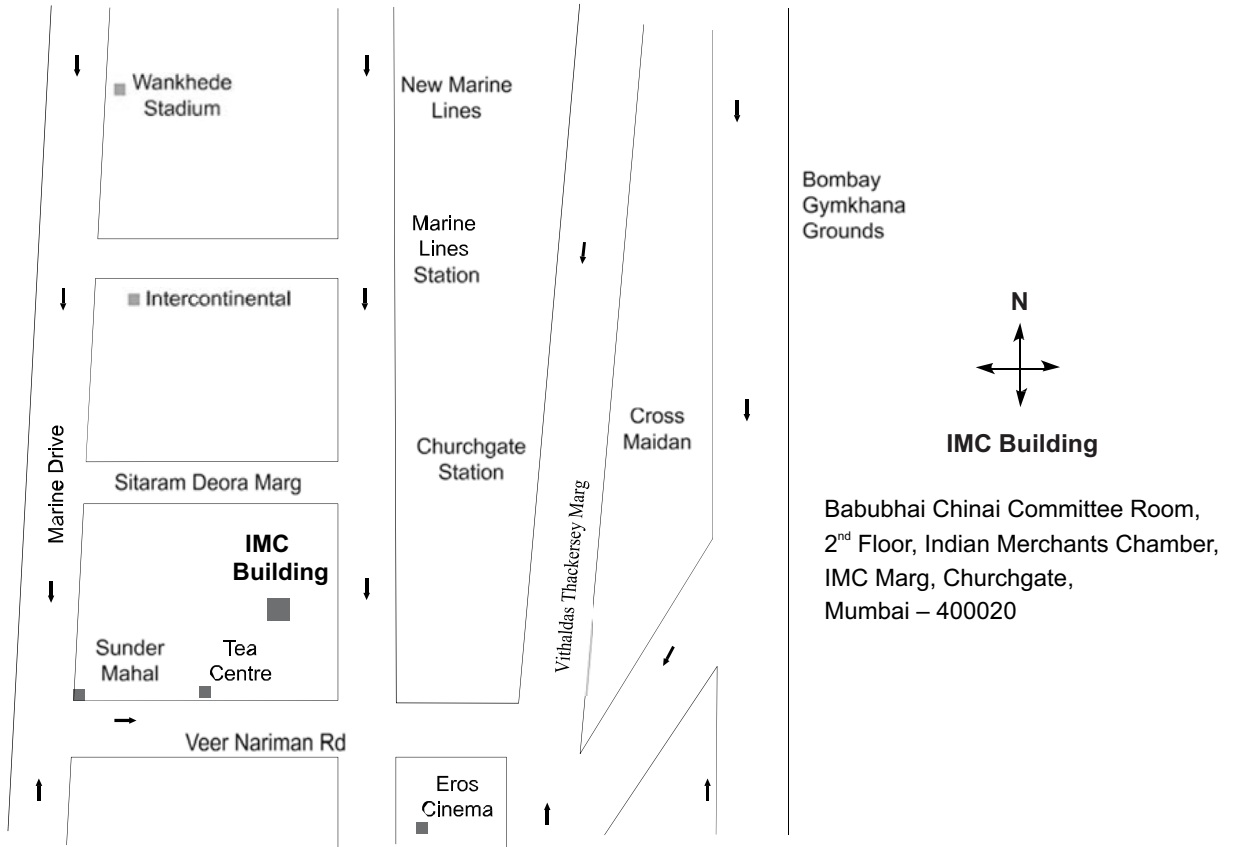 Wankhede
Stadium
New Marine
Lines
Bombay
Gymkhana
Grounds
Marine
Lines
Station
Intercontinental
N
Cross
Maidan
Churchgate
Station
Marine Drive
Sitaram Deora Marg
IMC Building
Babubhai Chinai Committee Room,
2nd Floor, Indian Merchants Chamber,
IMC Marg, Churchgate,
Mumbai – 400020
IMC
Building
Vithaldas Thackersey Marg
Sunder
Mahal
Tea
Centre
Veer Nariman Rd
Eros
Cinema